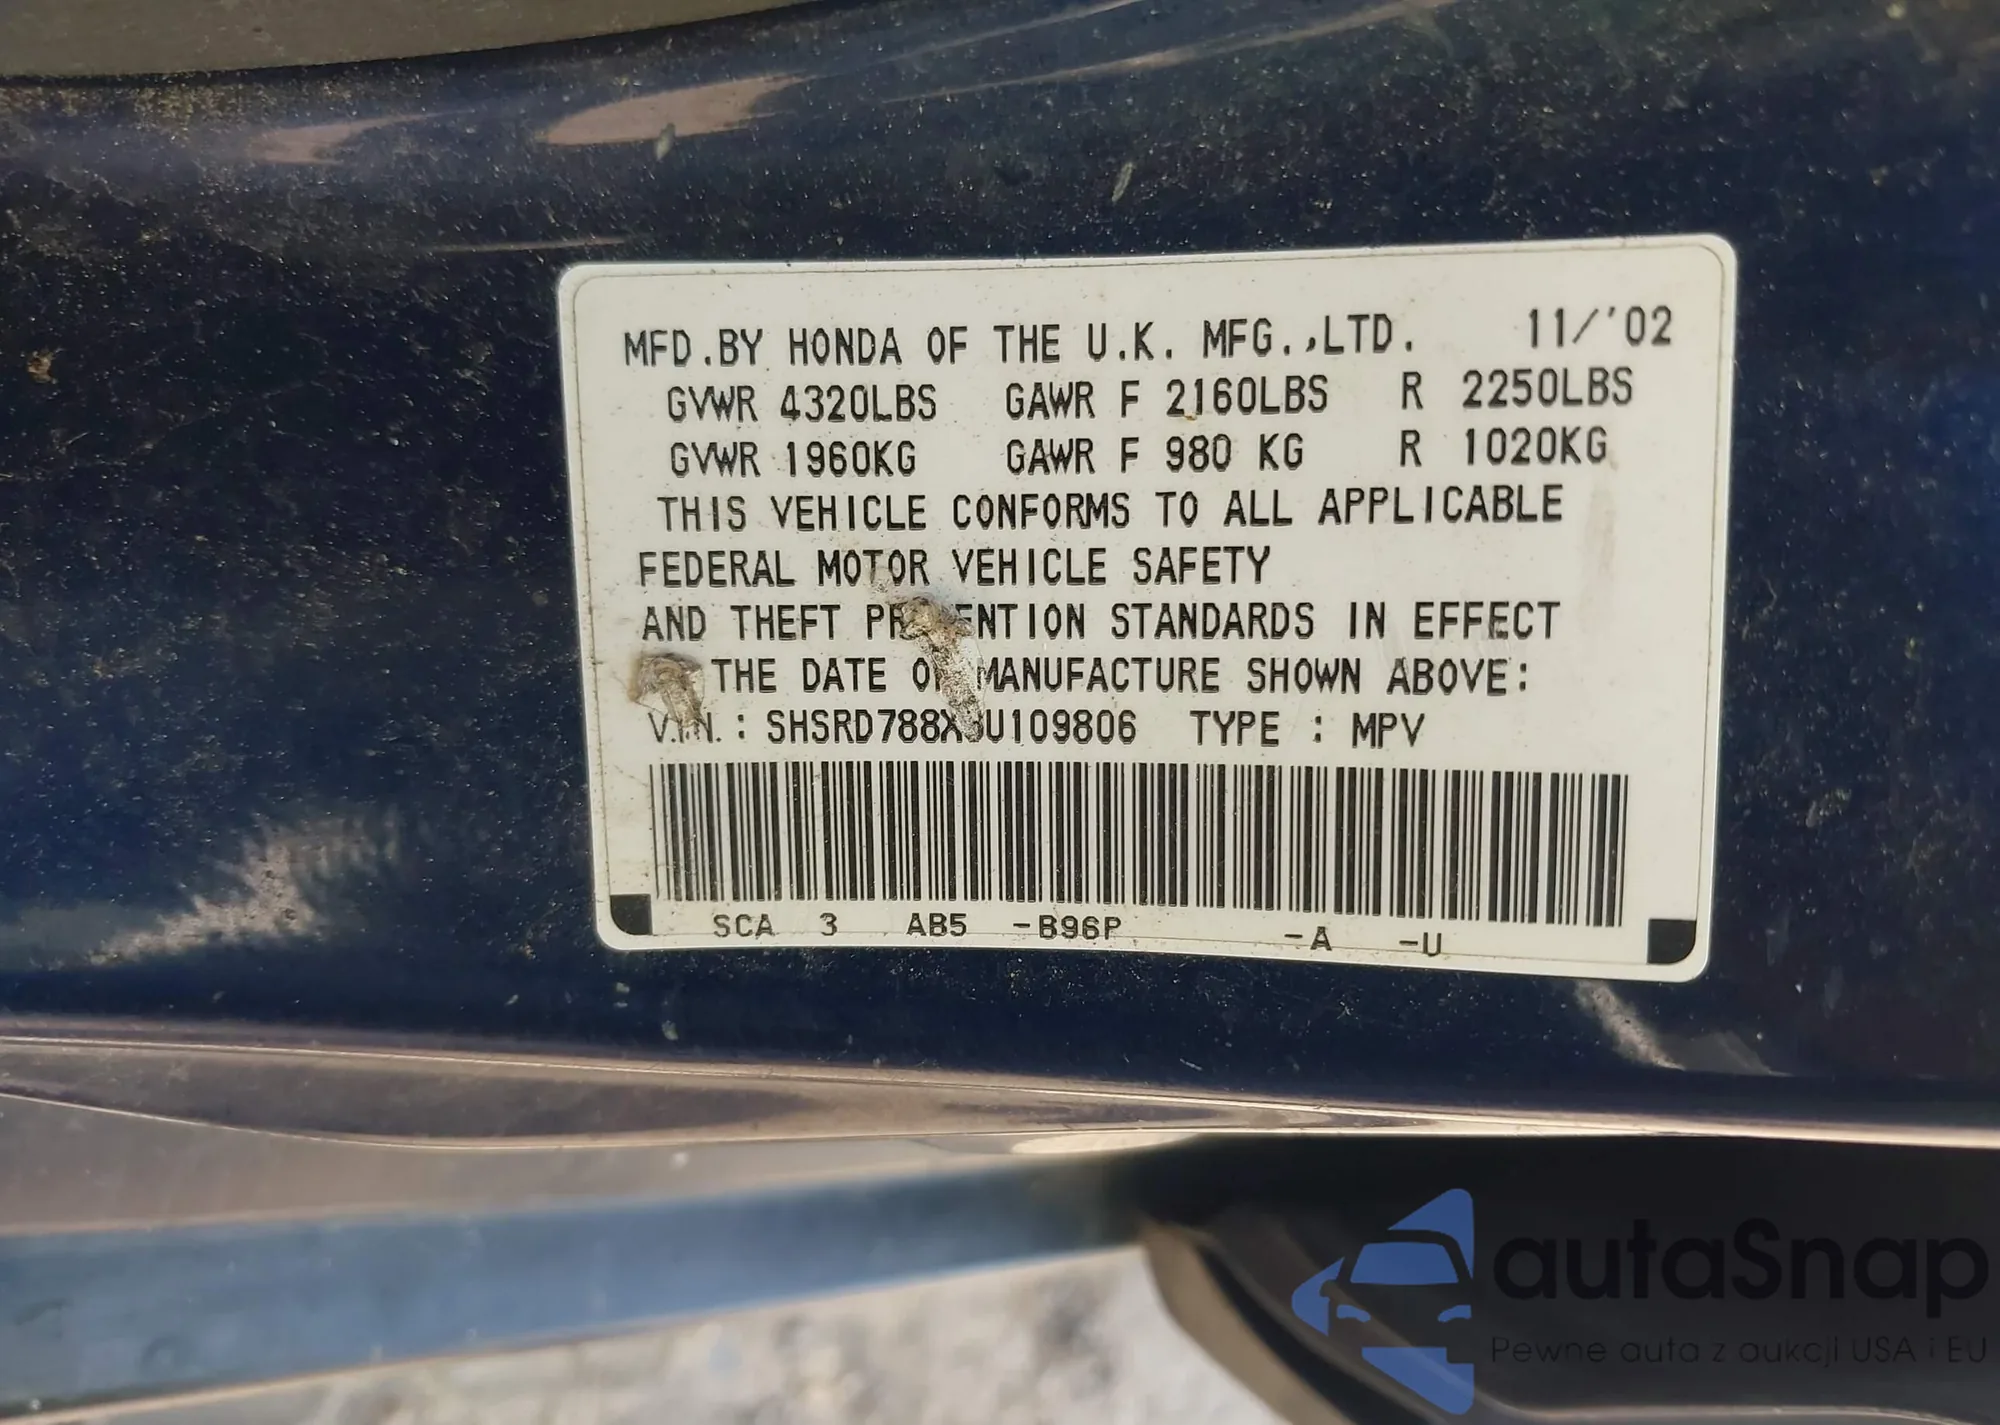 MFD.BY HONDA OF THE U.K. MFG.,LTD. 11/'02
GVWR 4320LBS GAWR F 2160LBS R 2250LBS
GVWR 1960KG GAWR F 980 KG R 1020KG
THIS VEHICLE CONFORMS TO ALL APPLICABLE
FEDERAL MOTOR VEHICLE SAFETY
AND THEFT STANDARDS IN EFFECT
THE DATE MANUFACTURE SHOWN ABOVE:
V.I.N. : TYPE : MPV
SCA 3 AB5 -B96P -A -U
autaSnap
Pewne auta z aukcji USA i EU